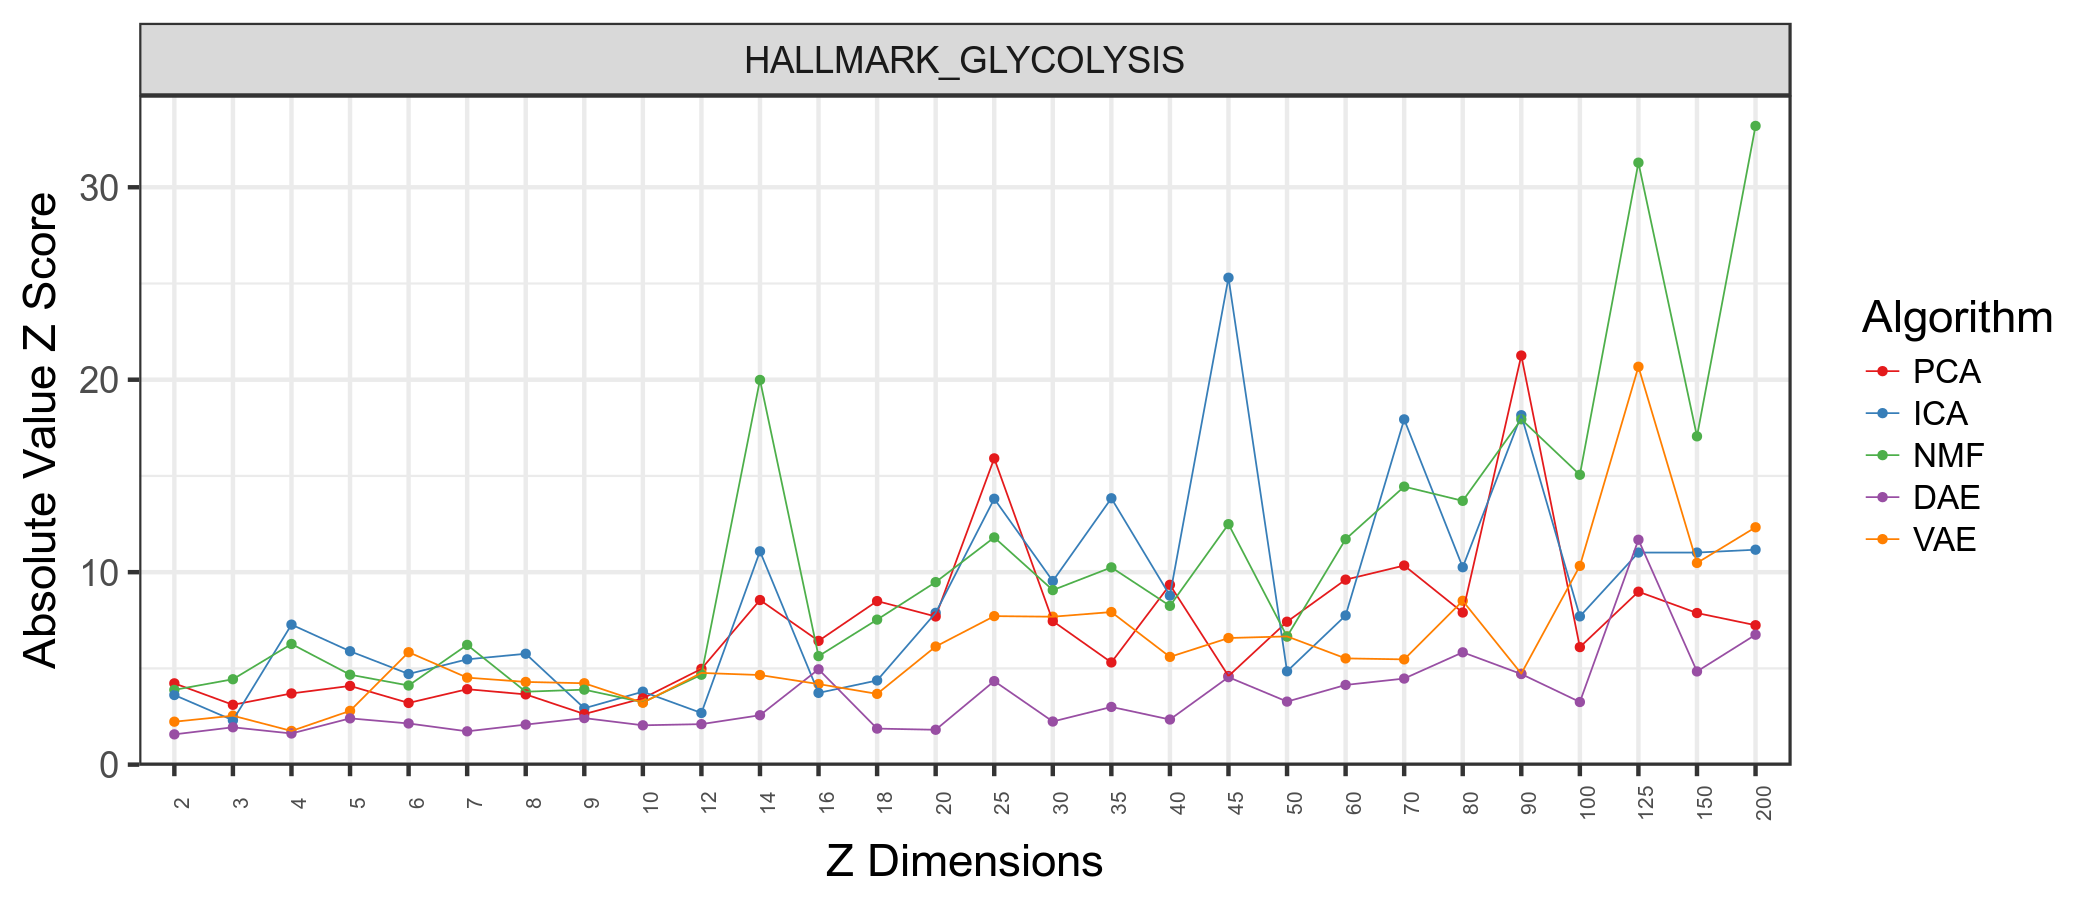 HALLMARK_GLYCOLYSIS
Absolute Value Z Score
30
20
10
0
2 3 4 5 6 7 8 9 10 12 14 16 18 20 25 30 35 40 45 50 60 70 80 90 100 125 150 200
Z Dimensions
Algorithm
PCA
ICA
NMF
DAE
VAE